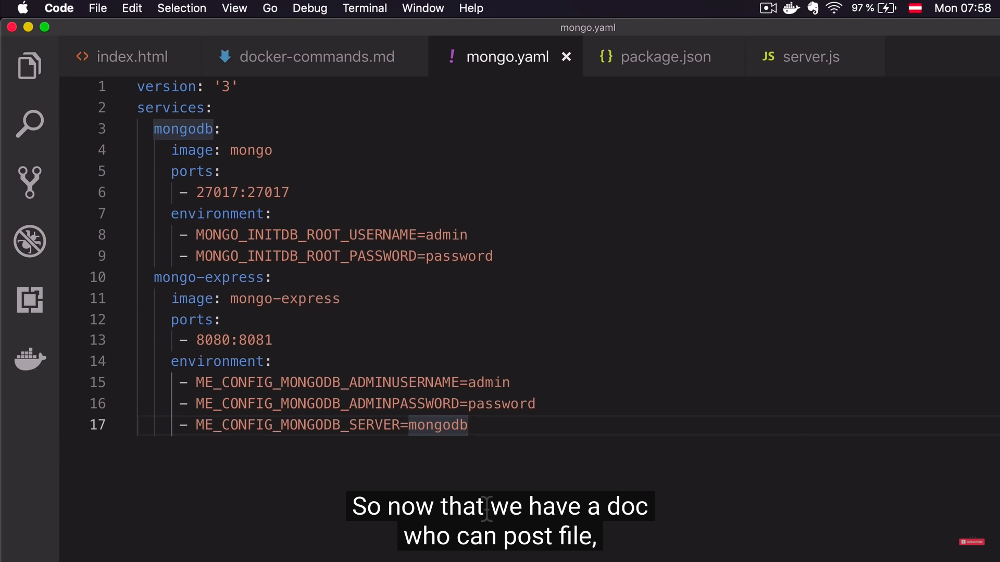 Code File Edit Selection View Go Debug Terminal Window Help 97 % Mon 07:58
mongo.yaml
<> index.html docker-commands.md ! mongo.yaml × {} package.json JS server.js
1 version: '3'
2 services:
3 mongodb:
4 image: mongo
5 ports:
6 - 27017:27017
7 environment:
8 - MONGO_INITDB_ROOT_USERNAME=admin
9 - MONGO_INITDB_ROOT_PASSWORD=password
10 mongo-express:
11 image: mongo-express
12 ports:
13 - 8080:8081
14 environment:
15 - ME_CONFIG_MONGODB_ADMINUSERNAME=admin
16 - ME_CONFIG_MONGODB_ADMINPASSWORD=password
17 - ME_CONFIG_MONGODB_SERVER=mongodb
So now that we have a doc
who can post file,
SUBSCRIBE